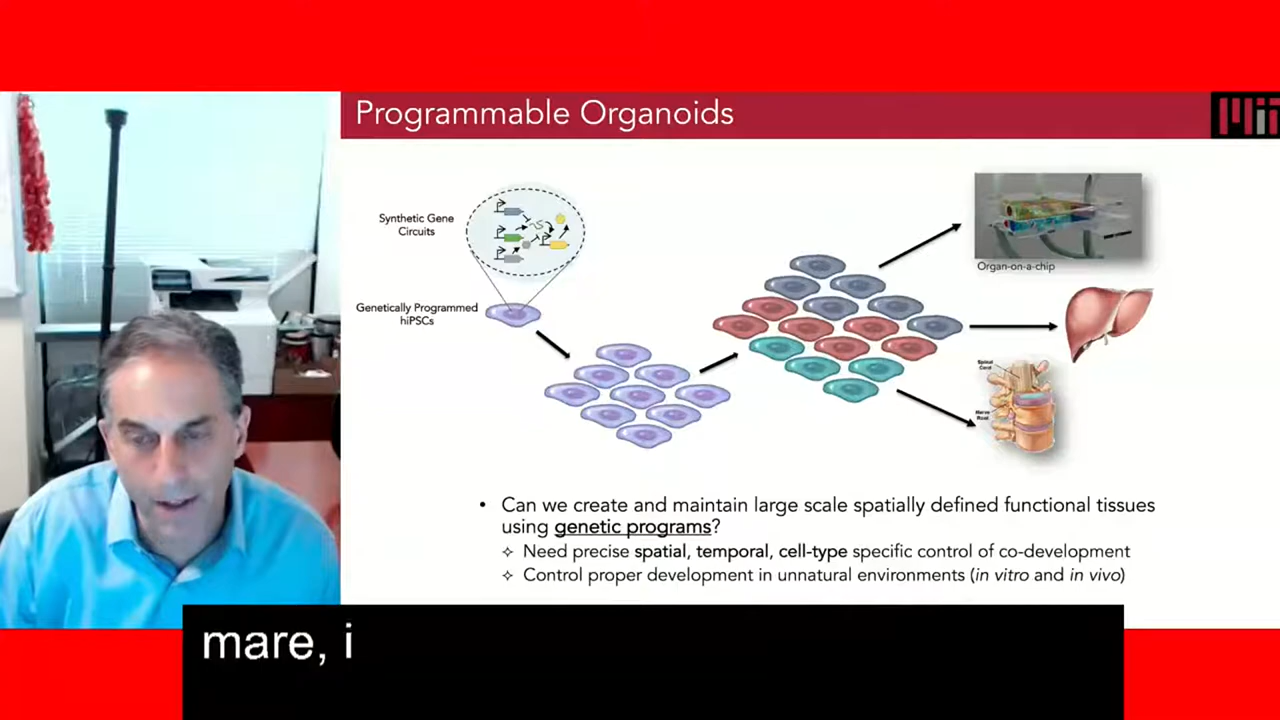 Programmable Organoids
MIT
Synthetic Gene
Circuits
Genetically Programmed
hiPSCs
Organ-on-a-chip
Spinal
Cord
Nerve
Root
• Can we create and maintain large scale spatially defined functional tissues
using genetic programs?
✧ Need precise spatial, temporal, cell-type specific control of co-development
✧ Control proper development in unnatural environments (in vitro and in vivo)
mare, i